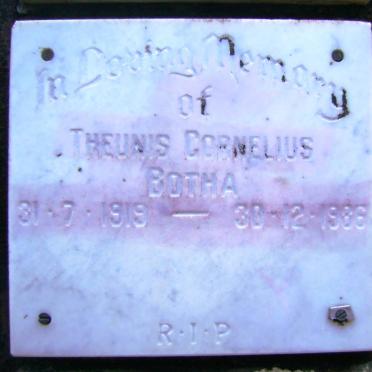 In Loving Memory
of
THEUNIS CORNELIUS
BOTHA
31·7·1919 — 30·12·1986
R·I·P